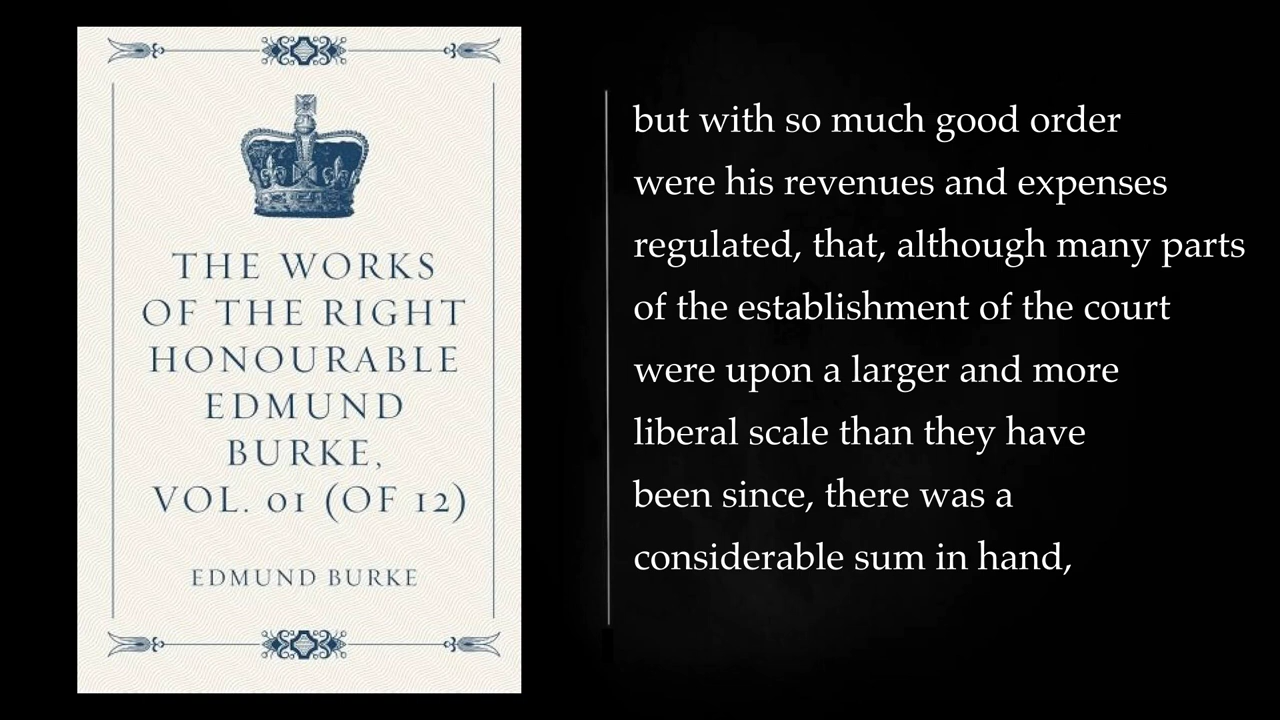 THE WORKS
OF THE RIGHT
HONOURABLE
EDMUND
BURKE,
VOL. 01 (OF 12)
EDMUND BURKE
but with so much good order
were his revenues and expenses
regulated, that, although many parts
of the establishment of the court
were upon a larger and more
liberal scale than they have
been since, there was a
considerable sum in hand,